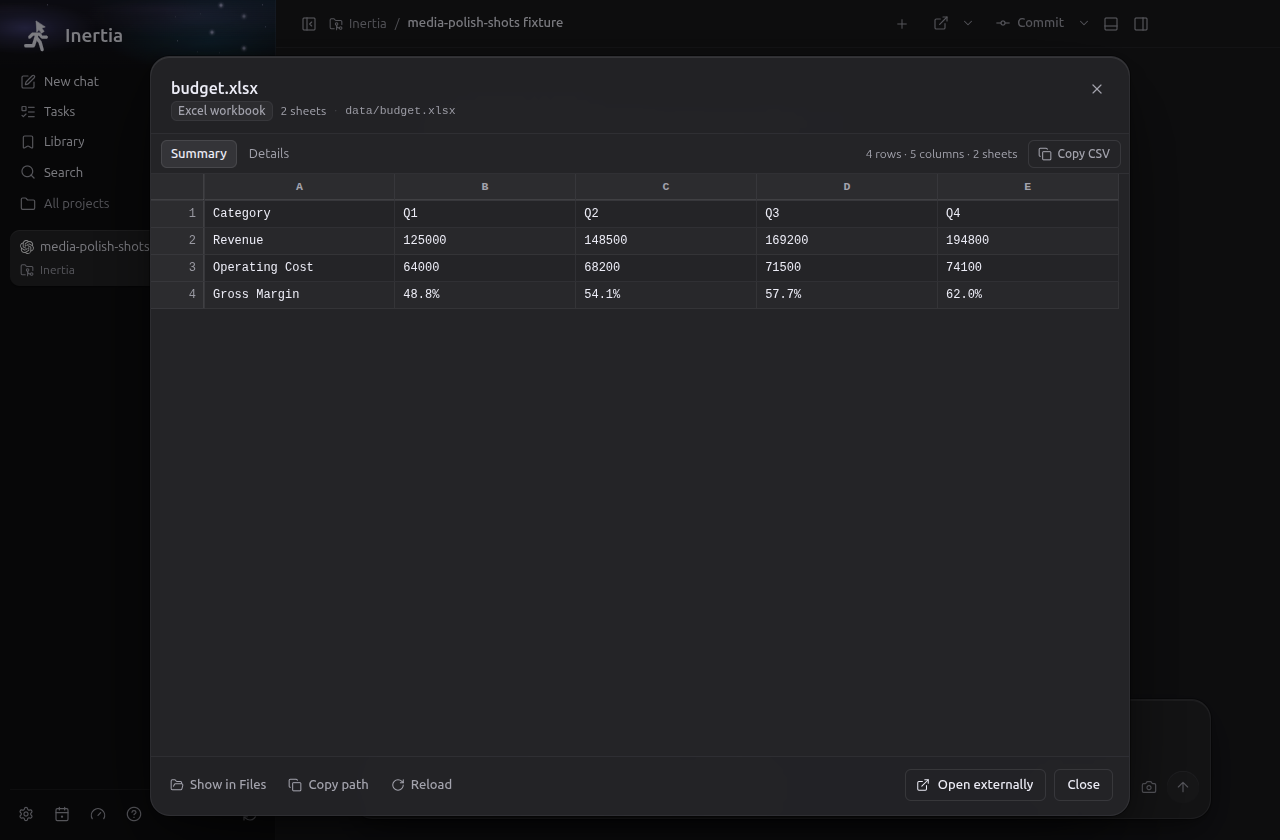 Inertia
Inertia / media-polish-shots fixture
Commit
New chat
Tasks
Library
Search
All projects
media-polish-shots
Inertia
budget.xlsx
Excel workbook 2 sheets · data/budget.xlsx
Summary Details 4 rows · 5 columns · 2 sheets Copy CSV
A B C D E
1 Category Q1 Q2 Q3 Q4
2 Revenue 125000 148500 169200 194800
3 Operating Cost 64000 68200 71500 74100
4 Gross Margin 48.8% 54.1% 57.7% 62.0%
Show in Files Copy path Reload Open externally Close